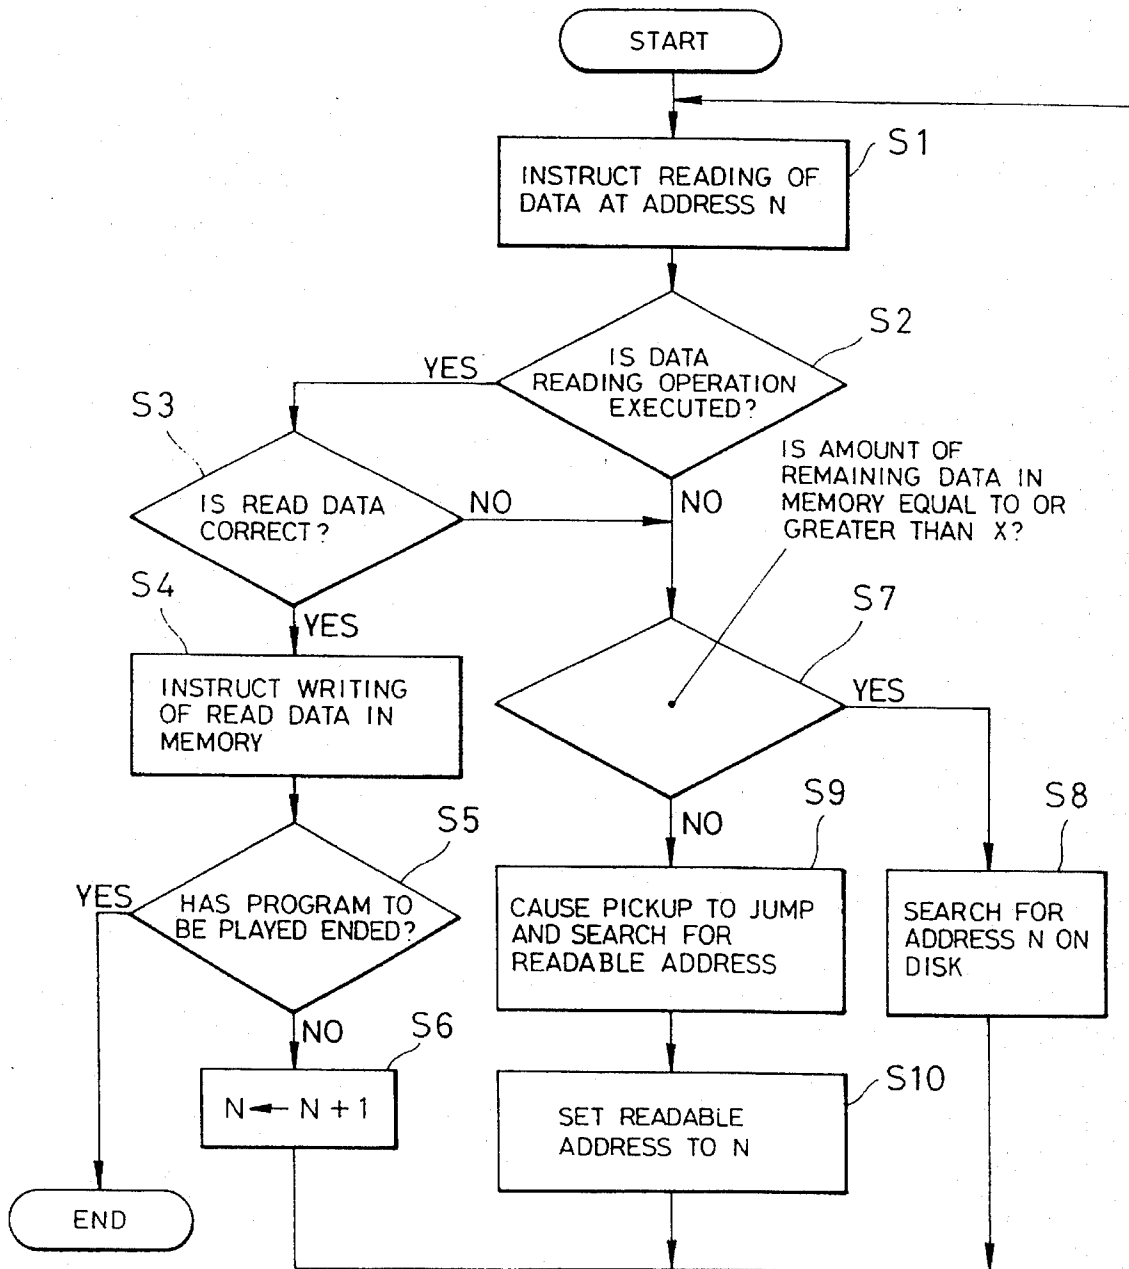 START
S1
INSTRUCT READING OF
DATA AT ADDRESS N
S2
YES
IS DATA
READING OPERATION
EXECUTED?
S3
IS AMOUNT OF
REMAINING DATA IN
MEMORY EQUAL TO OR
GREATER THAN X?
IS READ DATA
CORRECT?
NO
NO
S4
YES
S7
YES
INSTRUCT WRITING
OF READ DATA IN
MEMORY
S5
NO
S9
S8
YES
HAS PROGRAM TO
BE PLAYED ENDED?
CAUSE PICKUP TO JUMP
AND SEARCH FOR
READABLE ADDRESS
SEARCH FOR
ADDRESS N ON
DISK
NO
S6
N ← N + 1
S10
SET READABLE
ADDRESS TO N
END